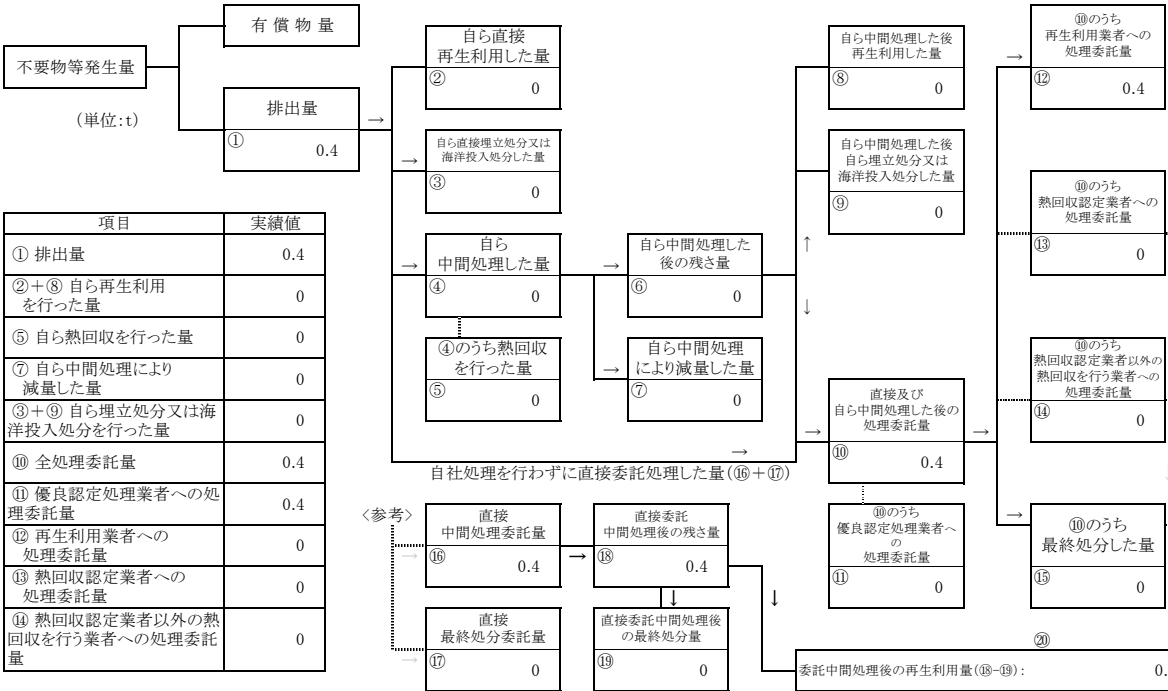 有 償 物 量
不要物等発生量
(単位:t)
排出量
→
①
0.4
自ら直接
再生利用した量
②
0
→
自ら直接埋立処分又は
海洋投入処分した量
③
0
→
自ら
中間処理した量
④
0
④のうち熱回収
を行った量
⑤
0
→
自ら中間処理した
後の残さ量
⑥
0
→
自ら中間処理
により減量した量
⑦
0
自ら中間処理した後
再生利用した量
⑧
0
自ら中間処理した後
自ら埋立処分又は
海洋投入処分した量
⑨
0
↑
↓
→
自社処理を行わずに直接委託処理した量(⑯+⑰)
→
直接及び
自ら中間処理した後の
処理委託量
⑩
0.4
⑩のうち
優良認定処理業者へ
の
処理委託量
⑪
0
→
⑩のうち
再生利用業者への
処理委託量
⑫
0.4
⑩のうち
熱回収認定業者への
処理委託量
⑬
0
→
⑩のうち
熱回収認定業者以外の
熱回収を行う業者への
処理委託量
⑭
0
→
⑩のうち
最終処分した量
⑮
0
項目 実績値
① 排出量 0.4
②+⑧ 自ら再生利用
を行った量 0
⑤ 自ら熱回収を行った量 0
⑦ 自ら中間処理により
減量した量 0
③+⑨ 自ら埋立処分又は海
洋投入処分を行った量 0
⑩ 全処理委託量 0.4
⑪ 優良認定処理業者への処
理委託量 0.4
⑫ 再生利用業者への
処理委託量 0
⑬ 熱回収認定業者への
処理委託量 0
⑭ 熱回収認定業者以外の熱
回収を行う業者への処理委託
量 0
<参考>
→
直接
中間処理委託量
⑯
0.4
→
直接委託
中間処理後の残さ量
⑱
0.4
↓
↓
→
直接
最終処分委託量
⑰
0
直接委託中間処理後
の最終処分量
⑲
0
⑳
委託中間処理後の再生利用量(⑱-⑲): 0.